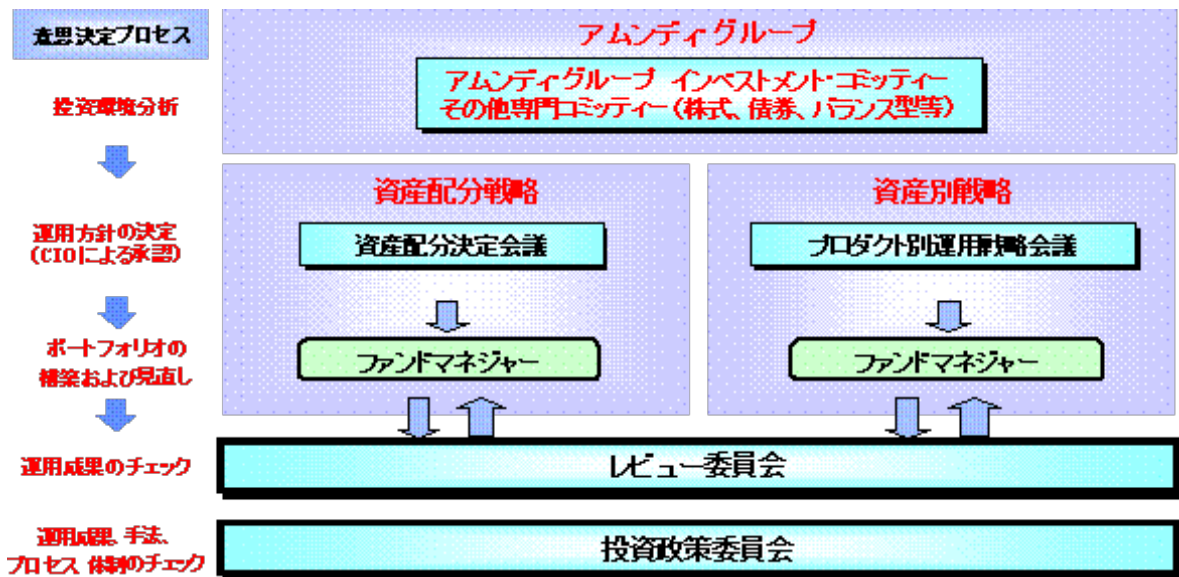 意思決定プロセス
アムンディグループ
アムンディグループ インベストメント・コミッティー
その他専門コミッティー(株式、債券、バランス型等)
投資環境分析
資産配分戦略
資産別戦略
運用方針の決定
(CIOによる承認)
資産配分決定会議
プロダクト別運用戦略会議
ポートフォリオの
構築および見直し
ファンドマネジャー
ファンドマネジャー
運用成果のチェック
レビュー委員会
運用成果、手法、
プロセス 体制のチェック
投資政策委員会